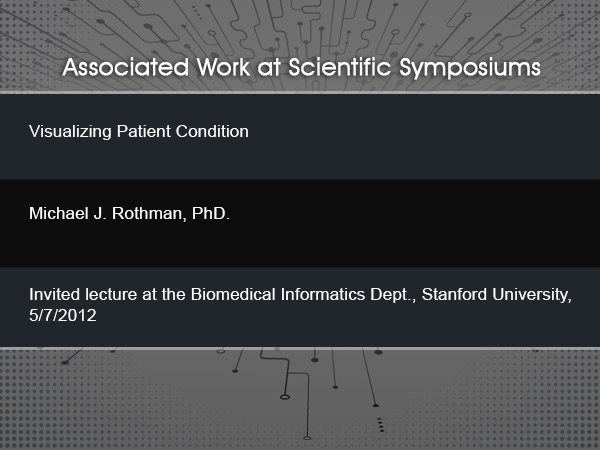 Associated Work at Scientific Symposiums
Visualizing Patient Condition
Michael J. Rothman, PhD.
Invited lecture at the Biomedical Informatics Dept., Stanford University,
5/7/2012